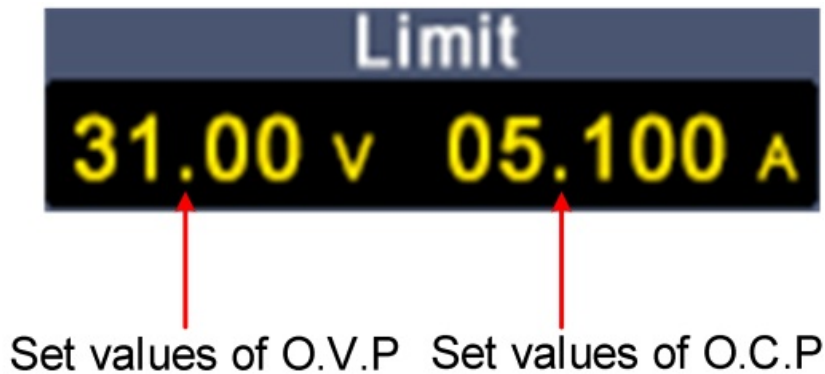 Limit
31.00 V 05.100 A
Set values of O.V.P Set values of O.C.P